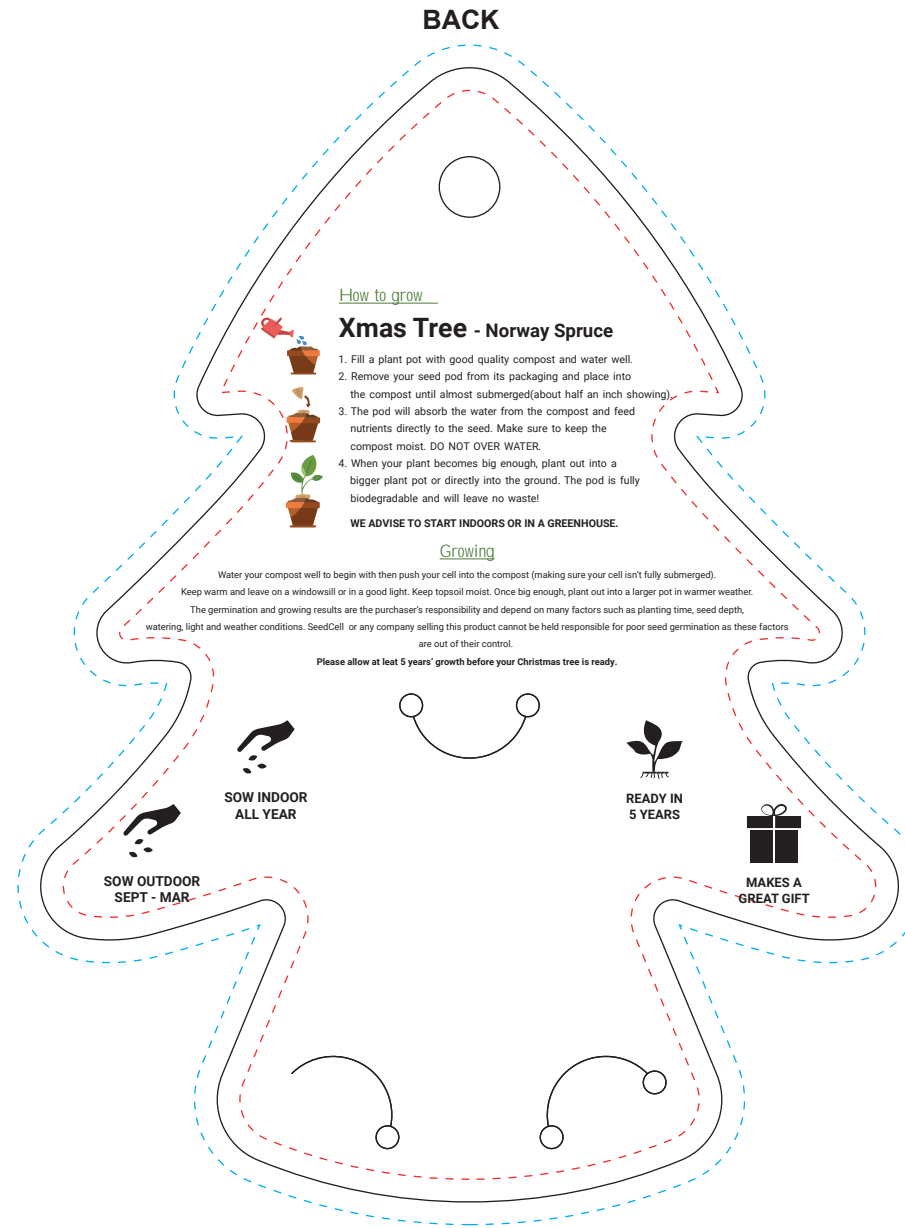 BACK
How to grow
Xmas Tree - Norway Spruce
1. Fill a plant pot with good quality compost and water well.
2. Remove your seed pod from its packaging and place into
the compost until almost submerged(about half an inch showing).
3. The pod will absorb the water from the compost and feed
nutrients directly to the seed. Make sure to keep the
compost moist. DO NOT OVER WATER.
4. When your plant becomes big enough, plant out into a
bigger plant pot or directly into the ground. The pod is fully
biodegradable and will leave no waste!
WE ADVISE TO START INDOORS OR IN A GREENHOUSE.
Growing
Water your compost well to begin with then push your cell into the compost (making sure your cell isn't fully submerged).
Keep warm and leave on a windowsill or in a good light. Keep topsoil moist. Once big enough, plant out into a larger pot in warmer weather.
The germination and growing results are the purchaser's responsibility and depend on many factors such as planting time, seed depth,
watering, light and weather conditions. SeedCell or any company selling this product cannot be held responsible for poor seed germination as these factors
are out of their control.
Please allow at leat 5 years' growth before your Christmas tree is ready.
SOW INDOOR
ALL YEAR
READY IN
5 YEARS
SOW OUTDOOR
SEPT - MAR
MAKES A
GREAT GIFT